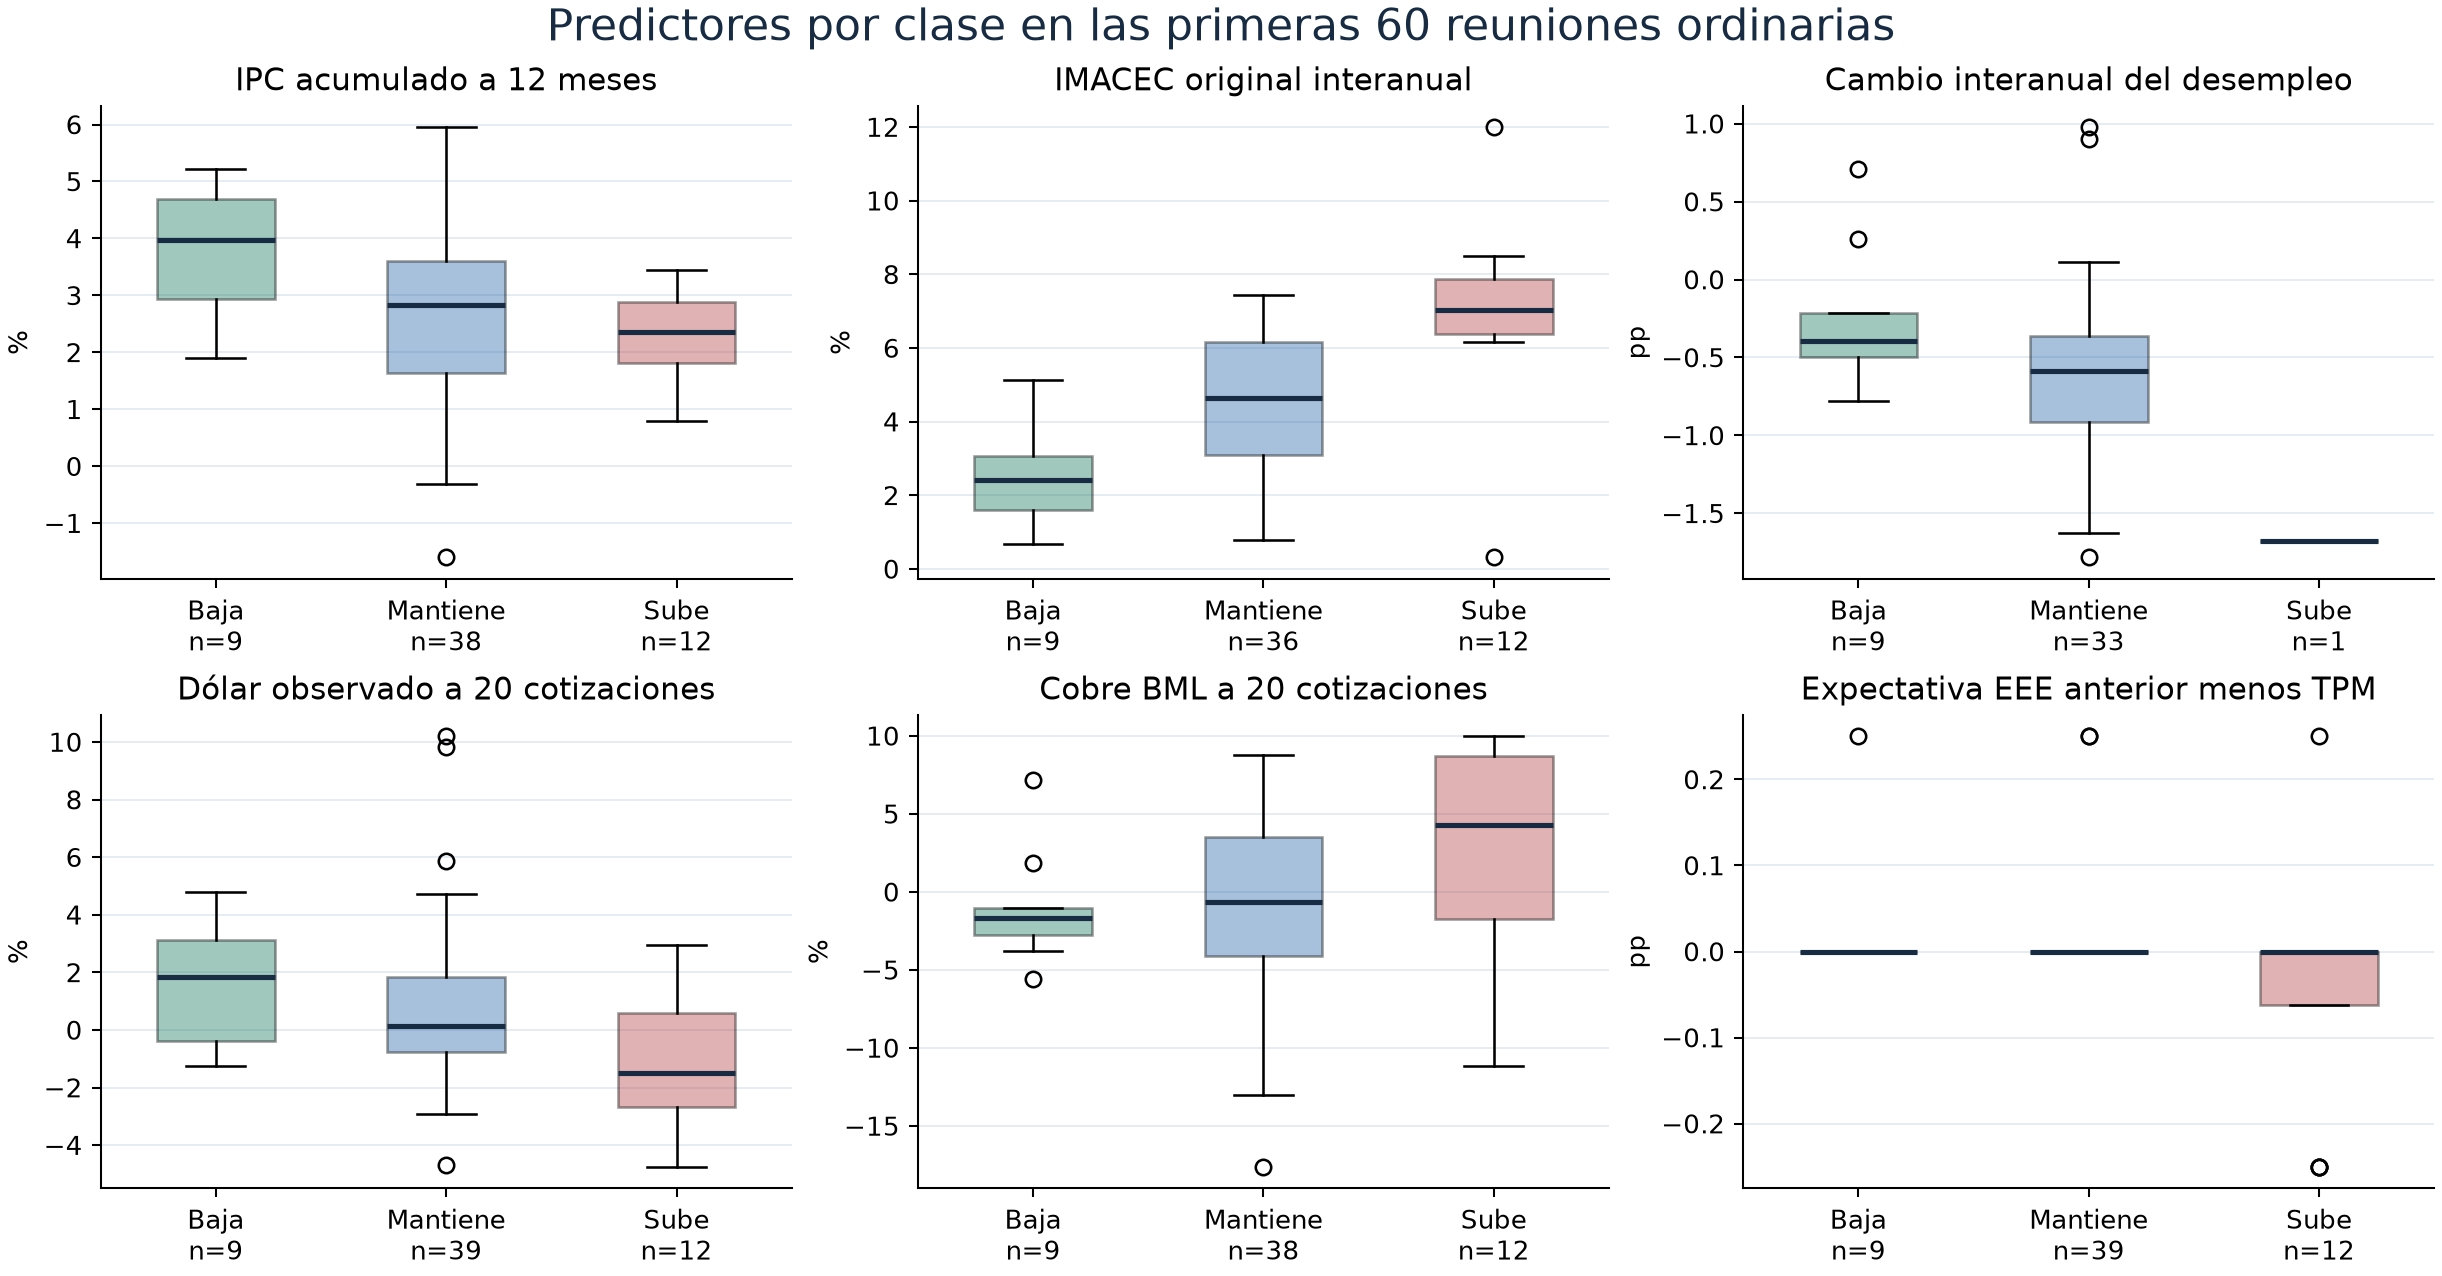 Predictores por clase en las primeras 60 reuniones ordinarias
IPC acumulado a 12 meses
%
6
5
4
3
2
1
0
−1
Baja
n=9
Mantiene
n=38
Sube
n=12
IMACEC original interanual
%
12
10
8
6
4
2
0
Baja
n=9
Mantiene
n=36
Sube
n=12
Cambio interanual del desempleo
pp
1.0
0.5
0.0
−0.5
−1.0
−1.5
Baja
n=9
Mantiene
n=33
Sube
n=1
Dólar observado a 20 cotizaciones
%
10
8
6
4
2
0
−2
−4
Baja
n=9
Mantiene
n=39
Sube
n=12
Cobre BML a 20 cotizaciones
%
10
5
0
−5
−10
−15
Baja
n=9
Mantiene
n=38
Sube
n=12
Expectativa EEE anterior menos TPM
pp
0.2
0.1
0.0
−0.1
−0.2
Baja
n=9
Mantiene
n=39
Sube
n=12